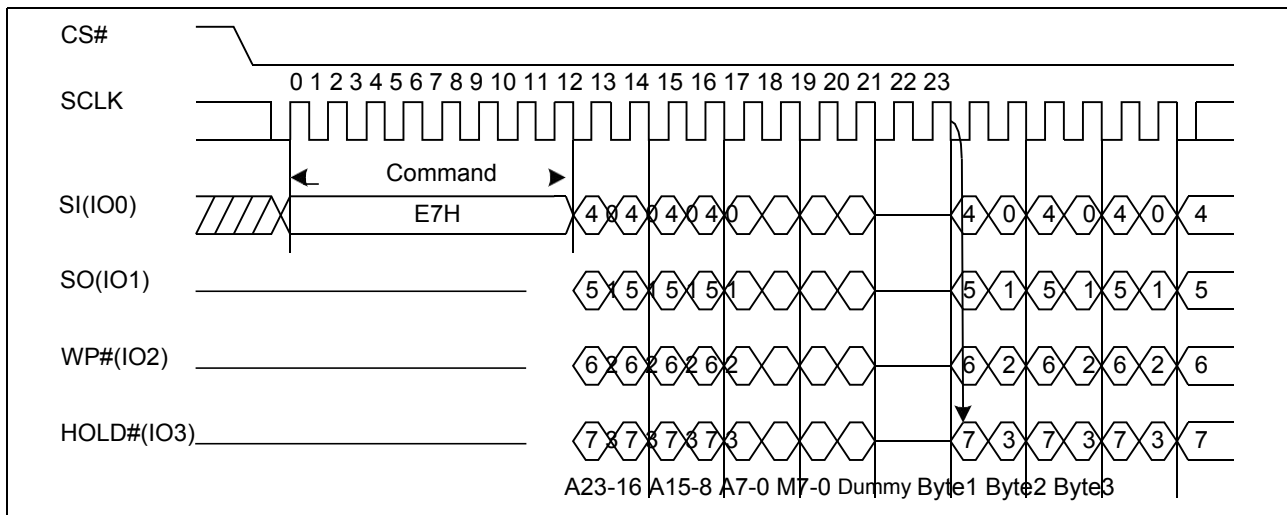 CS#
0 1 2 3 4 5 6 7 8 9 10 11 12 13 14 15 16 17 18 19 20 21 22 23
SCLK
Command
SI(IO0) E7H 4 0 4 0 4 0 4 0 4 0 4 0 4 0 4
SO(IO1) 5 1 5 1 5 1 5 1 5 1 5 1 5 1 5
WP#(IO2) 6 2 6 2 6 2 6 2 6 2 6 2 6 2 6
HOLD#(IO3) 7 3 7 3 7 3 7 3 7 3 7 3 7 3 7
A23-16 A15-8 A7-0 M7-0 Dummy Byte1 Byte2 Byte3